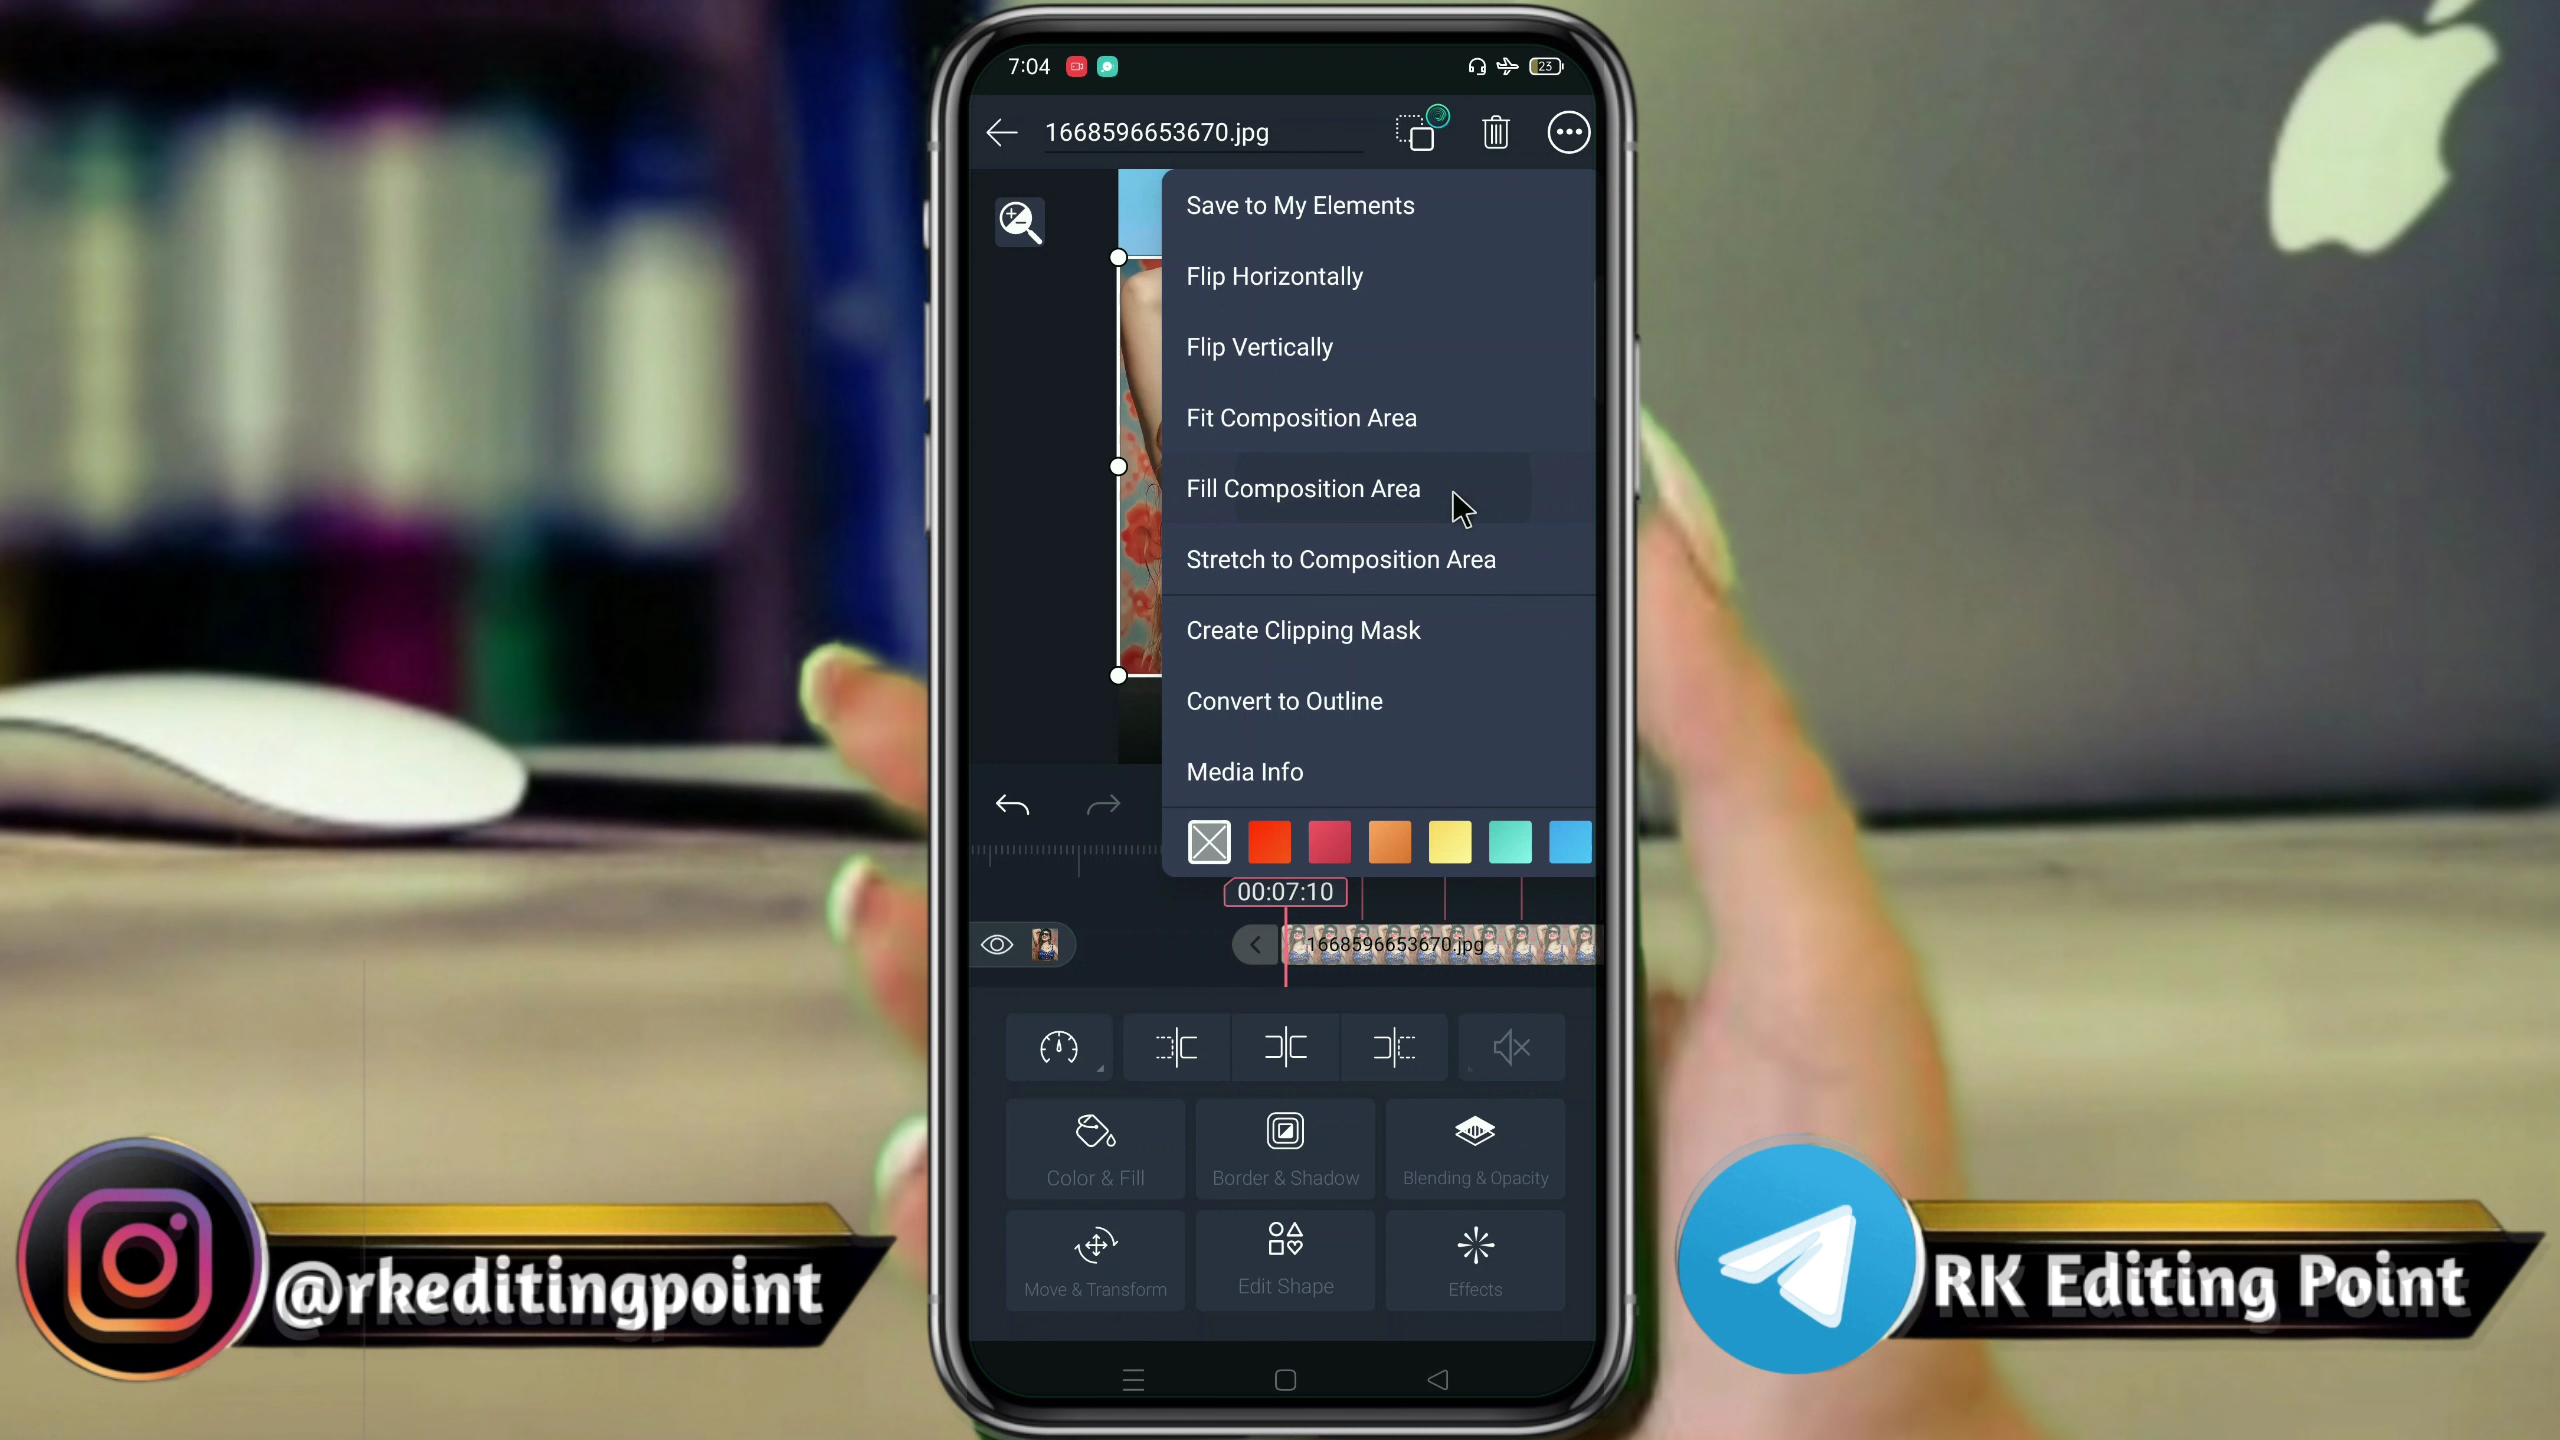 7:04
23
1668596653670.jpg
Save to My Elements
Flip Horizontally
Flip Vertically
Fit Composition Area
Fill Composition Area
Stretch to Composition Area
Create Clipping Mask
Convert to Outline
Media Info
00:07:10
1668596653670.jpg
Color & Fill
Border & Shadow
Blending & Opacity
Move & Transform
Edit Shape
Effects
@rkeditingpoint
RK Editing Point